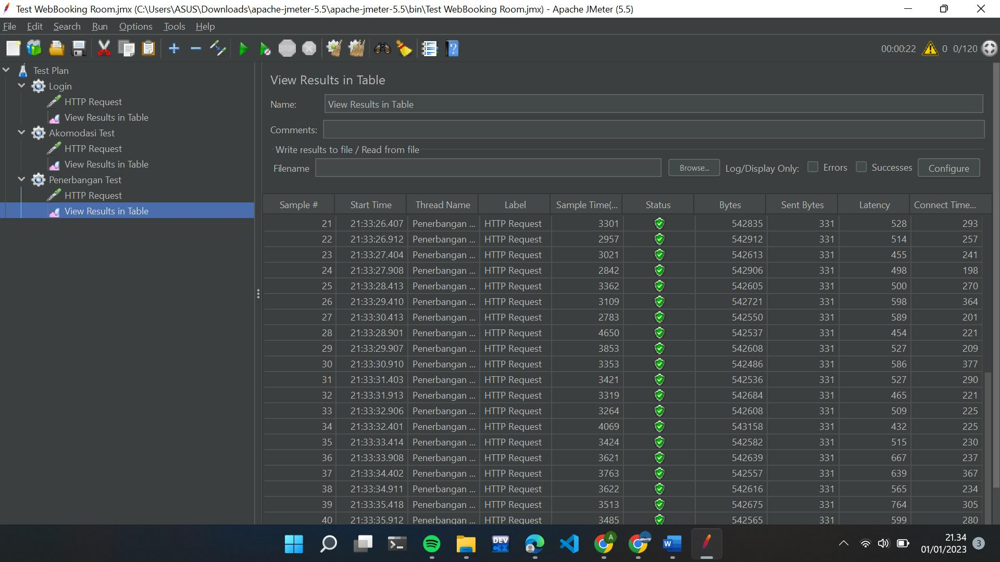 Test WebBooking Room.jmx (C:\Users\ASUS\Downloads\apache-jmeter-5.5\apache-jmeter-5.5\bin\Test WebBooking Room.jmx) - Apache JMeter (5.5)
File Edit Search Run Options Tools Help
STOP 00:00:22 0 0/120
Test Plan
Login
HTTP Request
View Results in Table
Akomodasi Test
HTTP Request
View Results in Table
Penerbangan Test
HTTP Request
View Results in Table
View Results in Table
Name: View Results in Table
Comments:
Write results to file / Read from file
Filename Browse... Log/Display Only: Errors Successes Configure
Sample # Start Time Thread Name Label Sample Time(... Status Bytes Sent Bytes Latency Connect Time...
21 21:33:26.407 Penerbangan ... HTTP Request 3301 542835 331 528 293
22 21:33:26.912 Penerbangan ... HTTP Request 2957 542912 331 514 257
23 21:33:27.404 Penerbangan ... HTTP Request 3021 542613 331 455 241
24 21:33:27.908 Penerbangan ... HTTP Request 2842 542906 331 498 198
25 21:33:28.413 Penerbangan ... HTTP Request 3362 542605 331 500 270
26 21:33:29.410 Penerbangan ... HTTP Request 3109 542721 331 598 364
27 21:33:30.413 Penerbangan ... HTTP Request 2783 542550 331 589 201
28 21:33:28.901 Penerbangan ... HTTP Request 4650 542537 331 454 221
29 21:33:29.907 Penerbangan ... HTTP Request 3853 542608 331 527 209
30 21:33:30.910 Penerbangan ... HTTP Request 3353 542486 331 586 377
31 21:33:31.403 Penerbangan ... HTTP Request 3421 542536 331 527 290
32 21:33:31.913 Penerbangan ... HTTP Request 3319 542684 331 465 221
33 21:33:32.906 Penerbangan ... HTTP Request 3264 542608 331 509 225
34 21:33:32.401 Penerbangan ... HTTP Request 4069 543158 331 432 225
35 21:33:33.414 Penerbangan ... HTTP Request 3424 542582 331 515 230
36 21:33:33.908 Penerbangan ... HTTP Request 3621 542639 331 667 237
37 21:33:34.402 Penerbangan ... HTTP Request 3763 542557 331 639 367
38 21:33:34.911 Penerbangan ... HTTP Request 3622 542616 331 565 234
39 21:33:35.418 Penerbangan ... HTTP Request 3513 542675 331 764 305
40 21:33:35.912 Penerbangan ... HTTP Request 3485 542565 331 599 280
DEV C++ A W 21.34
01/01/2023 3